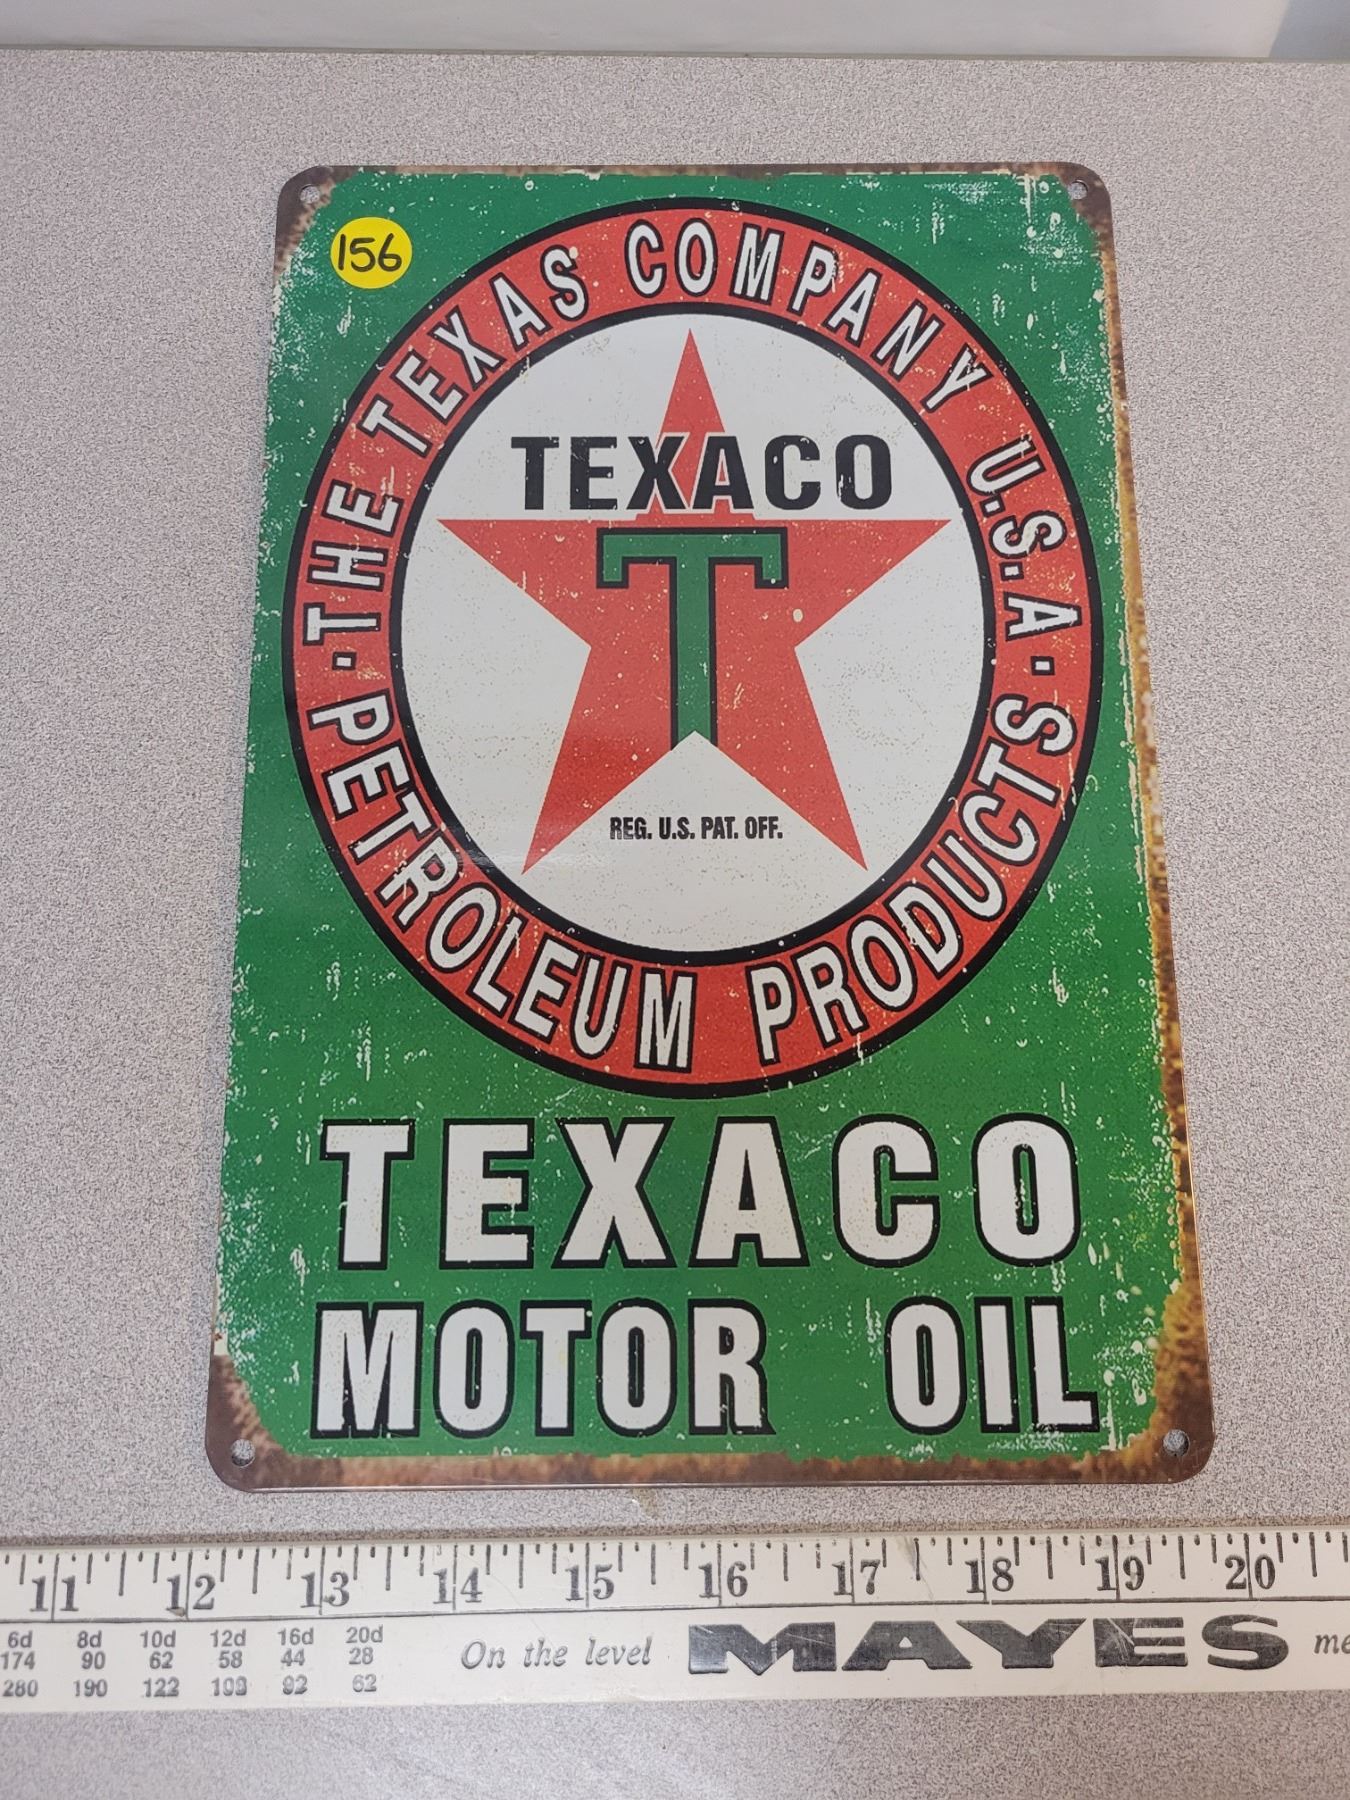 156
·THE TEXAS COMPANY U.S.A.·
PETROLEUM PRODUCTS
TEXACO
T
REG. U.S. PAT. OFF.
TEXACO
MOTOR OIL
11 12 13 14 15 16 17 18 19 20
6d 8d 10d 12d 16d 20d
174 90 62 58 44 28
280 190 122 62
On the level MAYES me